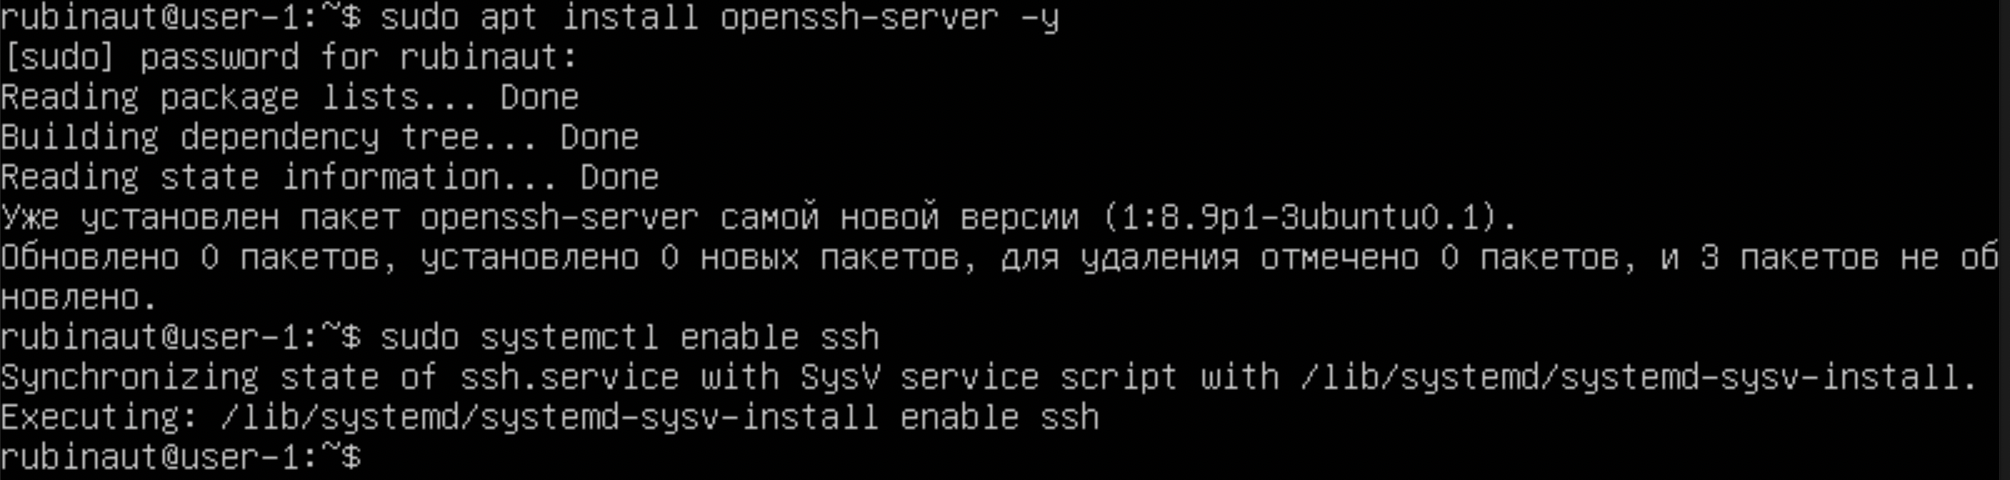 rubinaut@user-1:~$ sudo apt install openssh-server -y
[sudo] password for rubinaut:
Reading package lists... Done
Building dependency tree... Done
Reading state information... Done
Уже установлен пакет openssh-server самой новой версии (1:8.9p1-3ubuntu0.1).
Обновлено 0 пакетов, установлено 0 новых пакетов, для удаления отмечено 0 пакетов, и 3 пакетов не об
новлено.
rubinaut@user-1:~$ sudo systemctl enable ssh
Synchronizing state of ssh.service with SysV service script with /lib/systemd/systemd-sysv-install.
Executing: /lib/systemd/systemd-sysv-install enable ssh
rubinaut@user-1:~$